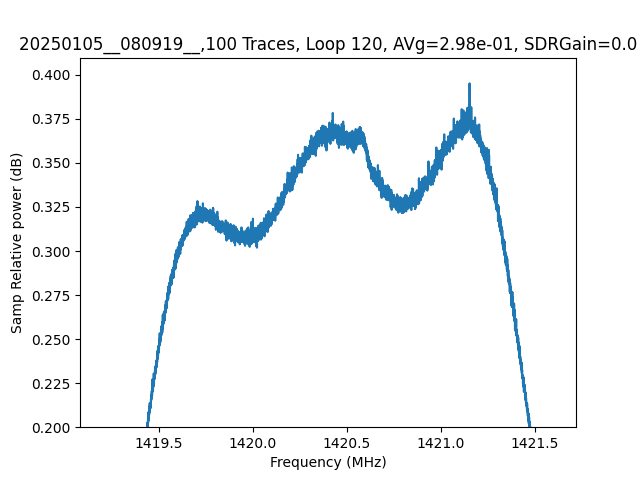 20250105__080919__,100 Traces, Loop 120, AVg=2.98e-01, SDRGain=0.0
0.400
0.375
0.350
0.325
0.300
0.275
0.250
0.225
0.200
Samp Relative power (dB)
1419.5 1420.0 1420.5 1421.0 1421.5
Frequency (MHz)